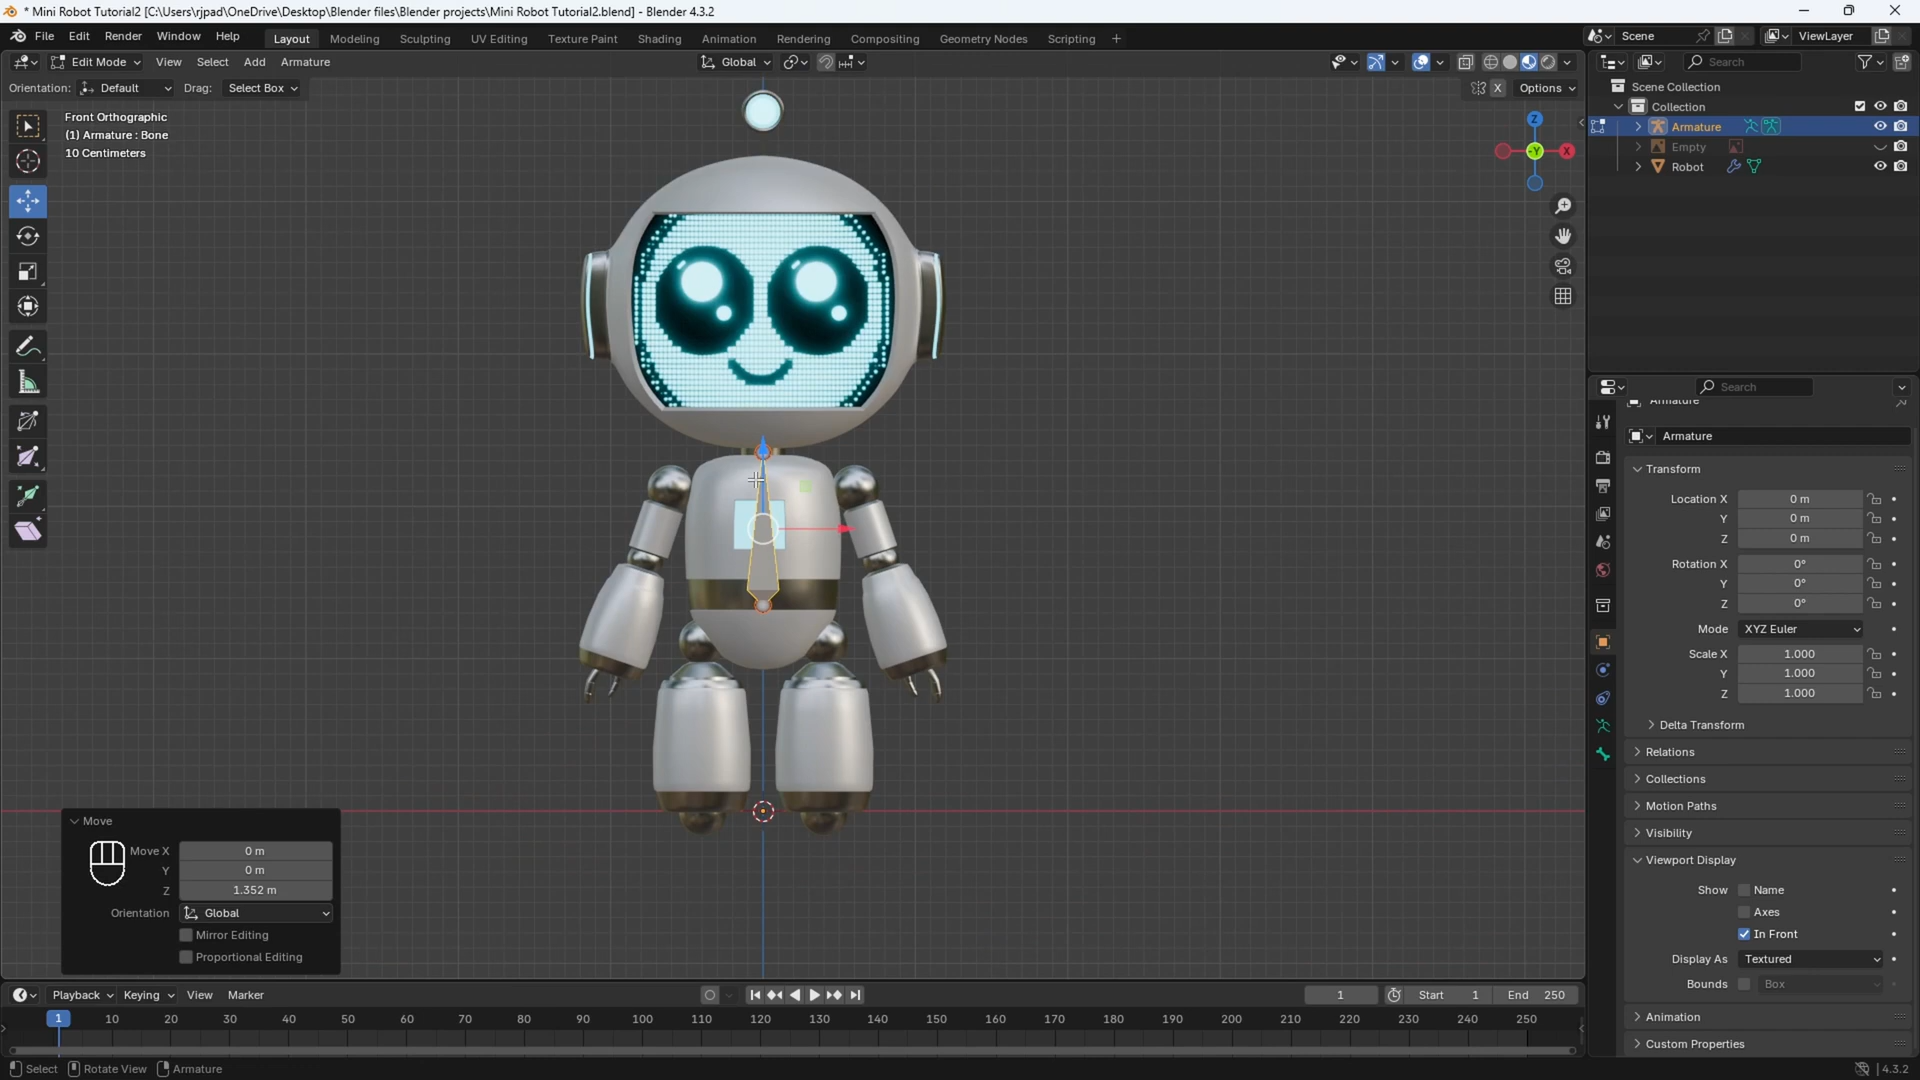 * Mini Robot Tutorial2 [C:\Users\rjpad\OneDrive\Desktop\Blender files\Blender projects\Mini Robot Tutorial2.blend] - Blender 4.3.2
File Edit Render Window Help
Layout Modeling Sculpting UV Editing Texture Paint Shading Animation Rendering Compositing Geometry Nodes Scripting +
Scene ViewLayer
Edit Mode View Select Add Armature
Global
Search
Orientation: Default Drag: Select Box
X Options
Scene Collection
Collection
Armature
Empty
Robot
Front Orthographic
(1) Armature : Bone
10 Centimeters
Z
-Y
X
Search
Armature
Armature
Transform
Location X 0 m
Y 0 m
Z 0 m
Rotation X 0°
Y 0°
Z 0°
Mode XYZ Euler
Scale X 1.000
Y 1.000
Z 1.000
Delta Transform
Relations
Collections
Motion Paths
Visibility
Viewport Display
Show Name
Axes
In Front
Display As Textured
Bounds Box
Animation
Custom Properties
Move
Move X 0 m
Y 0 m
Z 1.352 m
Orientation Global
Mirror Editing
Proportional Editing
Playback Keying View Marker
1 Start 1 End 250
1 10 20 30 40 50 60 70 80 90 100 110 120 130 140 150 160 170 180 190 200 210 220 230 240 250
Select Rotate View Armature
4.3.2